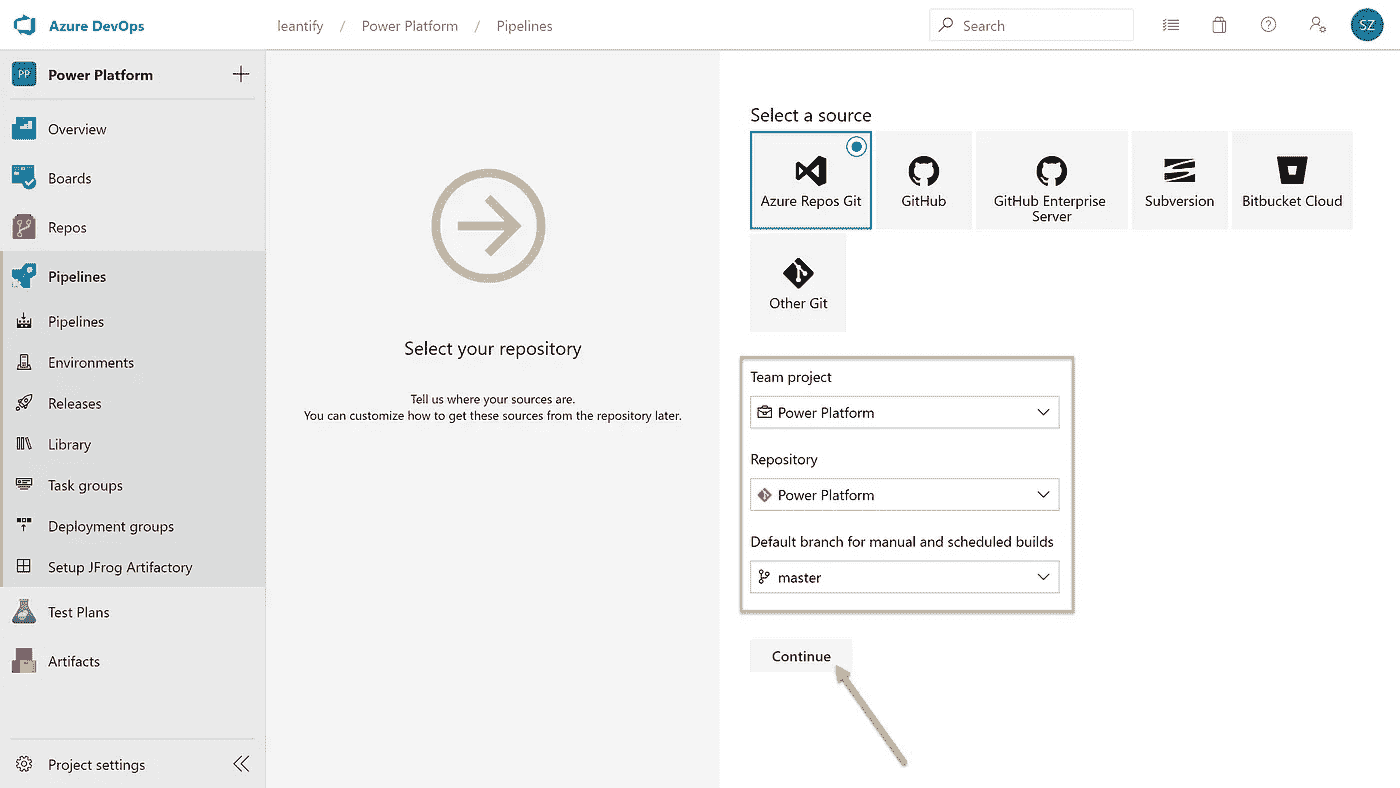 Azure DevOps
leantify / Power Platform / Pipelines
Search
SZ
PP
Power Platform
Overview
Boards
Repos
Pipelines
Pipelines
Environments
Releases
Library
Task groups
Deployment groups
Setup JFrog Artifactory
Test Plans
Artifacts
Project settings
Select your repository
Tell us where your sources are.
You can customize how to get these sources from the repository later.
Select a source
Azure Repos Git
GitHub
GitHub Enterprise
Server
Subversion
Bitbucket Cloud
Other Git
Team project
Power Platform
Repository
Power Platform
Default branch for manual and scheduled builds
master
Continue